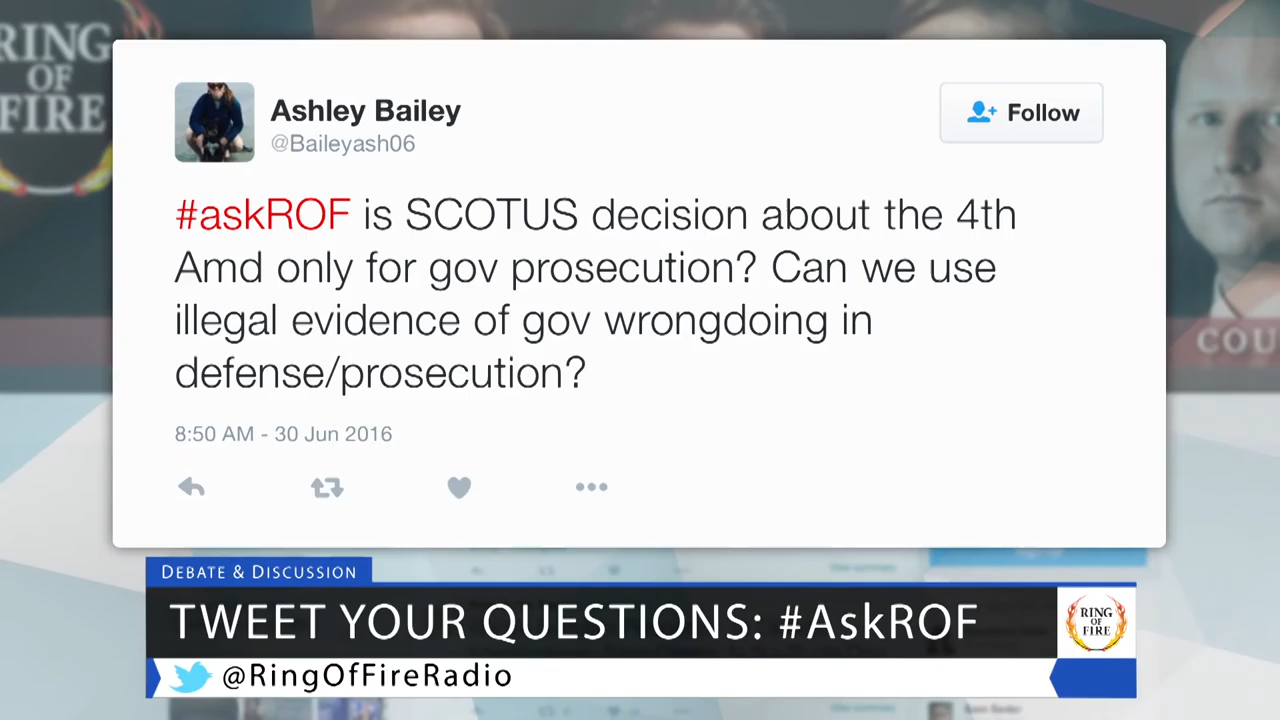 RING
OF
FIRE
Ashley Bailey
@Baileyash06
Follow
#askROF is SCOTUS decision about the 4th
Amd only for gov prosecution? Can we use
illegal evidence of gov wrongdoing in
defense/prosecution?
8:50 AM - 30 Jun 2016
COU
DEBATE & DISCUSSION
TWEET YOUR QUESTIONS: #AskROF
RING
OF
FIRE
@RingOfFireRadio